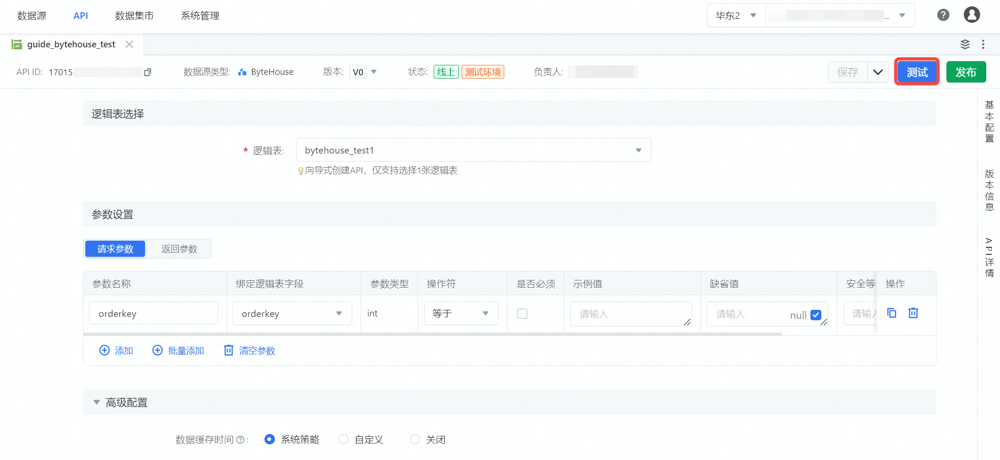 数据源 API 数据集市 系统管理 华东2 ..
guide_bytehouse_test
API ID: 17015 数据源类型: ByteHouse 版本: V0 状态: 线上 测试环境 负责人: 保存 测试 发布
逻辑表选择
* 逻辑表: bytehouse_test1
向导式创建API，仅支持选择1张逻辑表
参数设置
请求参数 返回参数
参数名称 绑定逻辑表字段 参数类型 操作符 是否必须 示例值 缺省值 安全等 操作
orderkey orderkey int 等于 请输入 请输入 null 请输入
添加 批量添加 清空参数
高级配置
数据缓存时间 ? : 系统策略 自定义 关闭
基本配置
版本信息
API详情